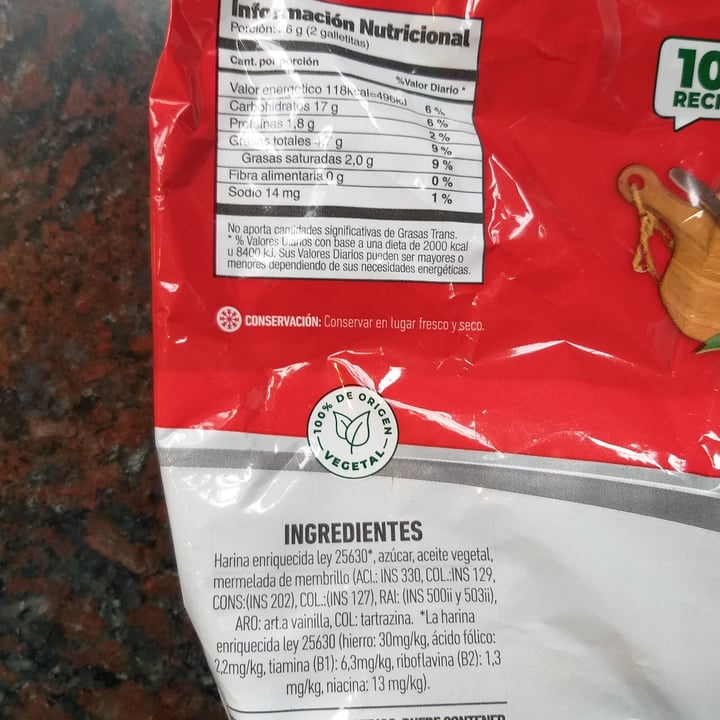 Información Nutricional
Porción: 6 g (2 galletitas)
Cant. por porción
%Valor Diario *
Valor energetico 118Kcal=496kJ 6 %
Carbohidratos 17 g 6 %
Proteínas 1,8 g 2 %
Grasas totales 4,7 g 9 %
Grasas saturadas 2,0 g 9 %
Fibra alimentaria 0 g 0 %
Sodio 14 mg 1 %
No aporta cantidades significativas de Grasas Trans.
* % Valores Diarios con base a una dieta de 2000 kcal
u 8400 kJ. Sus Valores Diarios pueden ser mayores o
menores dependiendo de sus necesidades energéticas.
CONSERVACIÓN: Conservar en lugar fresco y seco.
10
RECI
100% DE ORIGEN
VEGETAL
INGREDIENTES
Harina enriquecida ley 25630*, azúcar, aceite vegetal,
mermelada de membrillo (ACI.: INS 330, COL.:INS 129,
CONS:(INS 202), COL.:(INS 127), RAI: (INS 500ii y 503ii),
ARO: art.a vainilla, COL: tartrazina. *La harina
enriquecida ley 25630 (hierro: 30mg/kg, ácido fólico:
2,2mg/kg, tiamina (B1): 6,3mg/kg, riboflavina (B2): 1,3
mg/kg, niacina: 13 mg/kg).
PUEDE CONTENER